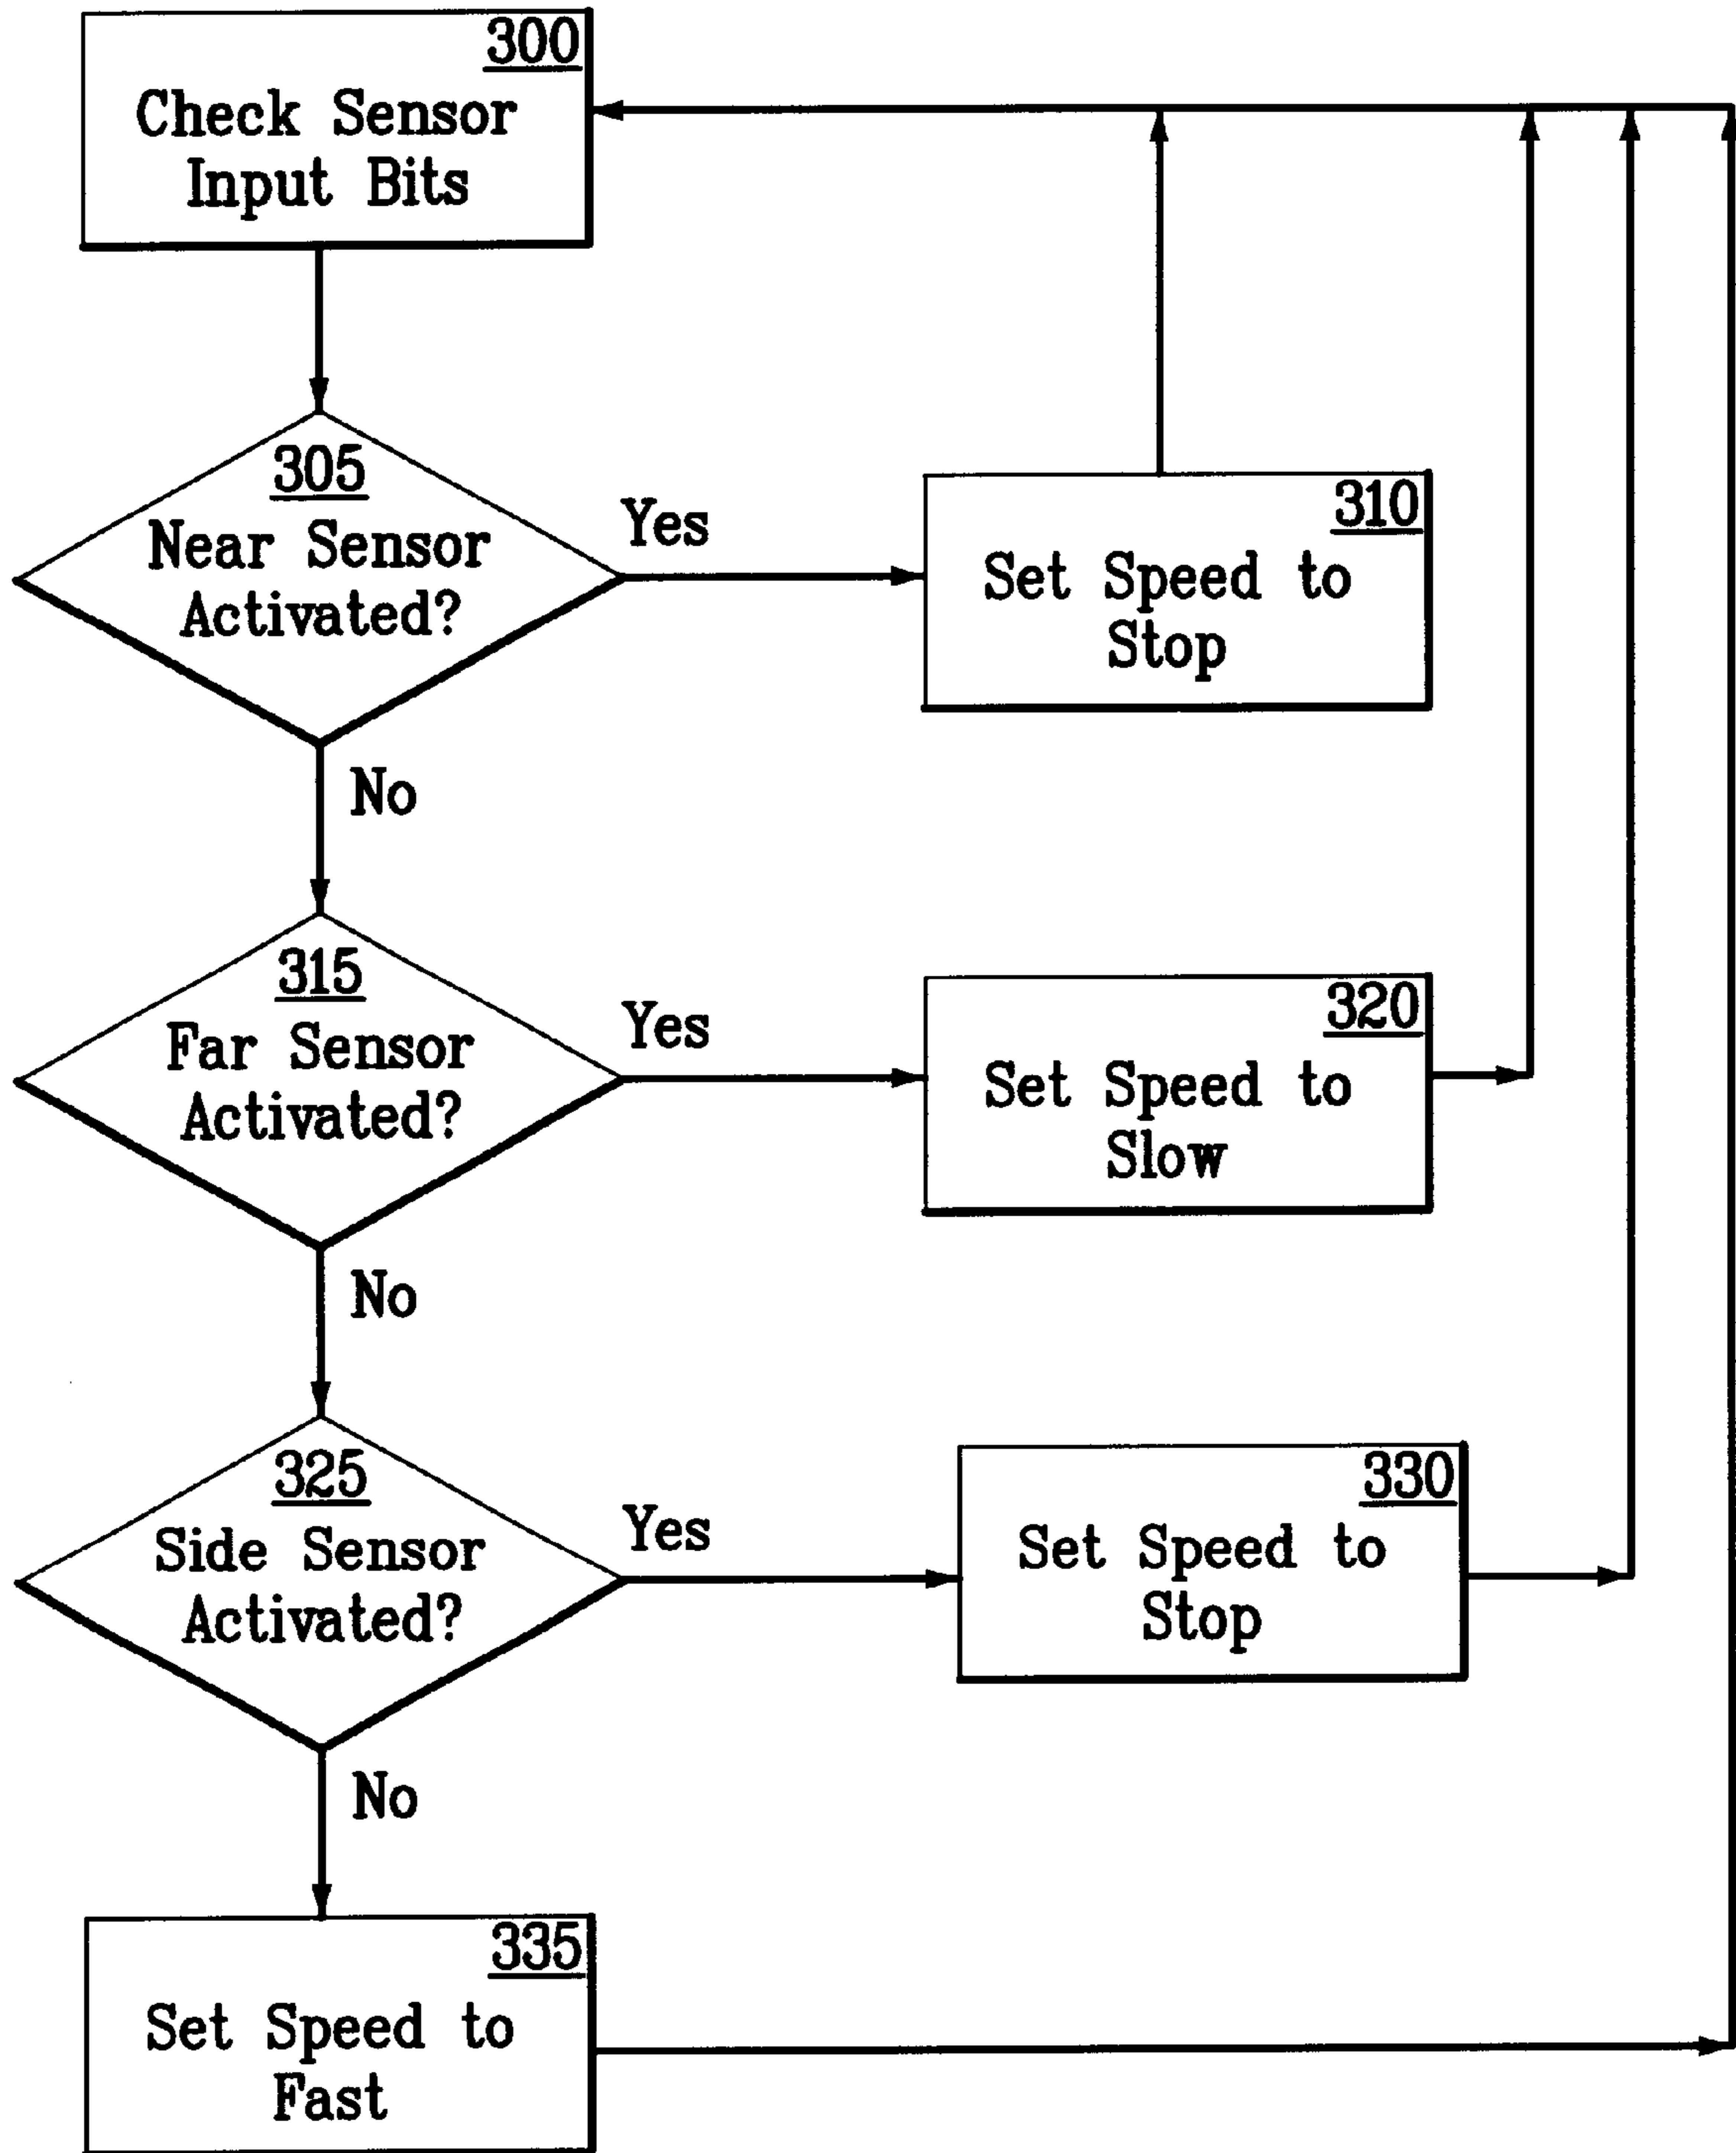 300
Check Sensor
Input Bits
305
Near Sensor
Activated?
Yes
310
Set Speed to
Stop
No
315
Far Sensor
Activated?
Yes
320
Set Speed to
Slow
No
325
Side Sensor
Activated?
Yes
330
Set Speed to
Stop
No
335
Set Speed to
Fast